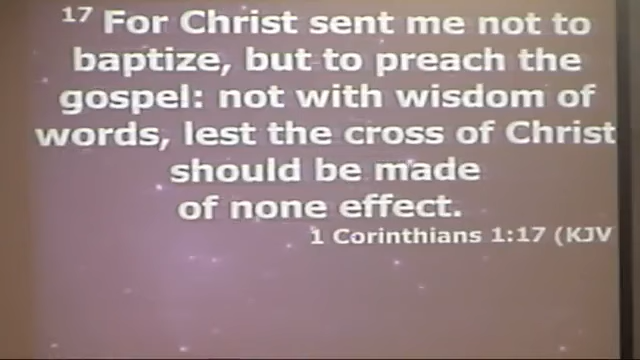 17 For Christ sent me not to
baptize, but to preach the
gospel: not with wisdom of
words, lest the cross of Christ
should be made
of none effect.
1 Corinthians 1:17 (KJV